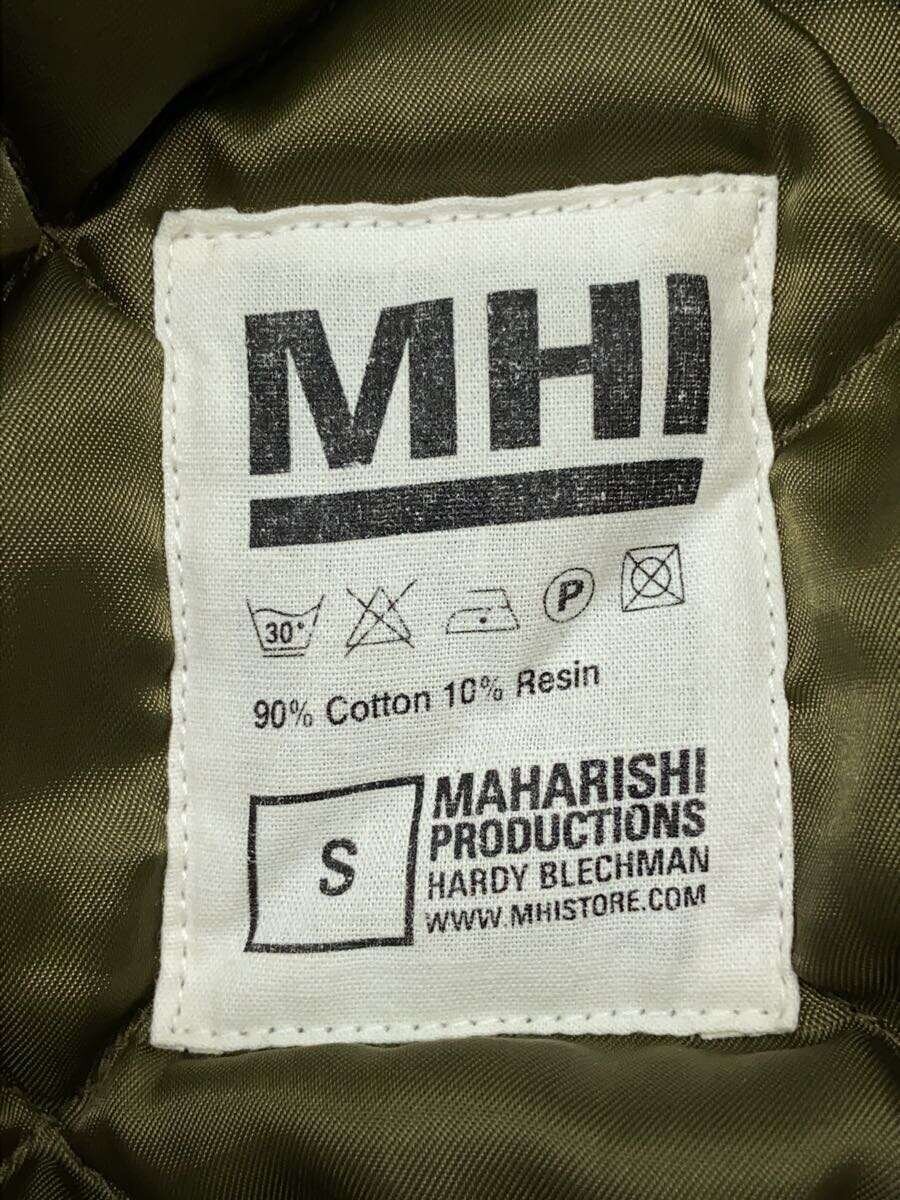 MHI
30°
P
90% Cotton 10% Resin
S
MAHARISHI
PRODUCTIONS
HARDY BLECHMAN
WWW.MHISTORE.COM